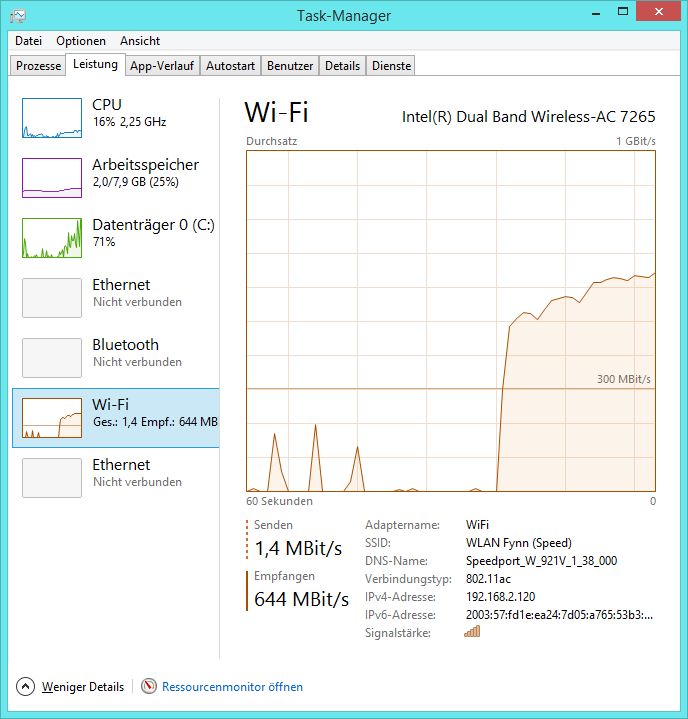 Task-Manager
Datei Optionen Ansicht
Prozesse Leistung App-Verlauf Autostart Benutzer Details Dienste
CPU
16% 2,25 GHz
Arbeitsspeicher
2,0/7,9 GB (25%)
Datenträger 0 (C:)
71%
Ethernet
Nicht verbunden
Bluetooth
Nicht verbunden
Wi-Fi
Ges.: 1,4 Empf.: 644 MB
Ethernet
Nicht verbunden
Wi-Fi
Intel(R) Dual Band Wireless-AC 7265
Durchsatz 1 GBit/s
300 MBit/s
60 Sekunden 0
Senden
1,4 MBit/s
Empfangen
644 MBit/s
Adaptername: WiFi
SSID: WLAN Fynn (Speed)
DNS-Name: Speedport_W_921V_1_38_000
Verbindungstyp: 802.11ac
IPv4-Adresse: 192.168.2.120
IPv6-Adresse: 2003:57:fd1e:ea24:7d05:a765:53b3:...
Signalstärke:
Weniger Details Ressourcenmonitor öffnen